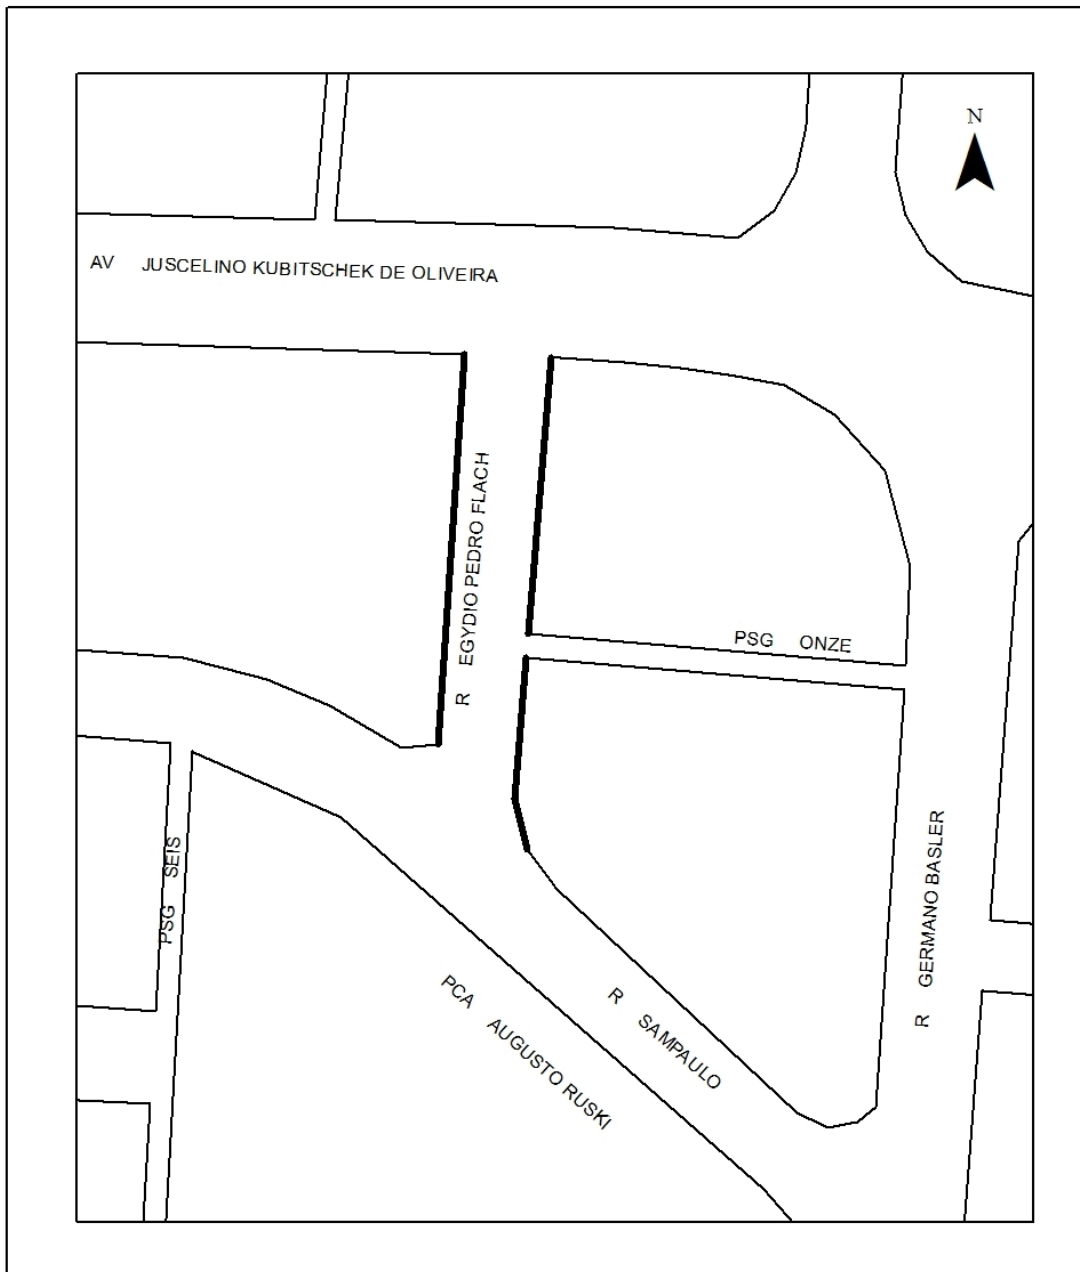 N
AV JUSCELINO KUBITSCHEK DE OLIVEIRA
R EGYDIO PEDRO FLACH
PSG ONZE
PSG SEIS
R GERMANO BASLER
PCA AUGUSTO RUSKI
R SAMPAULO